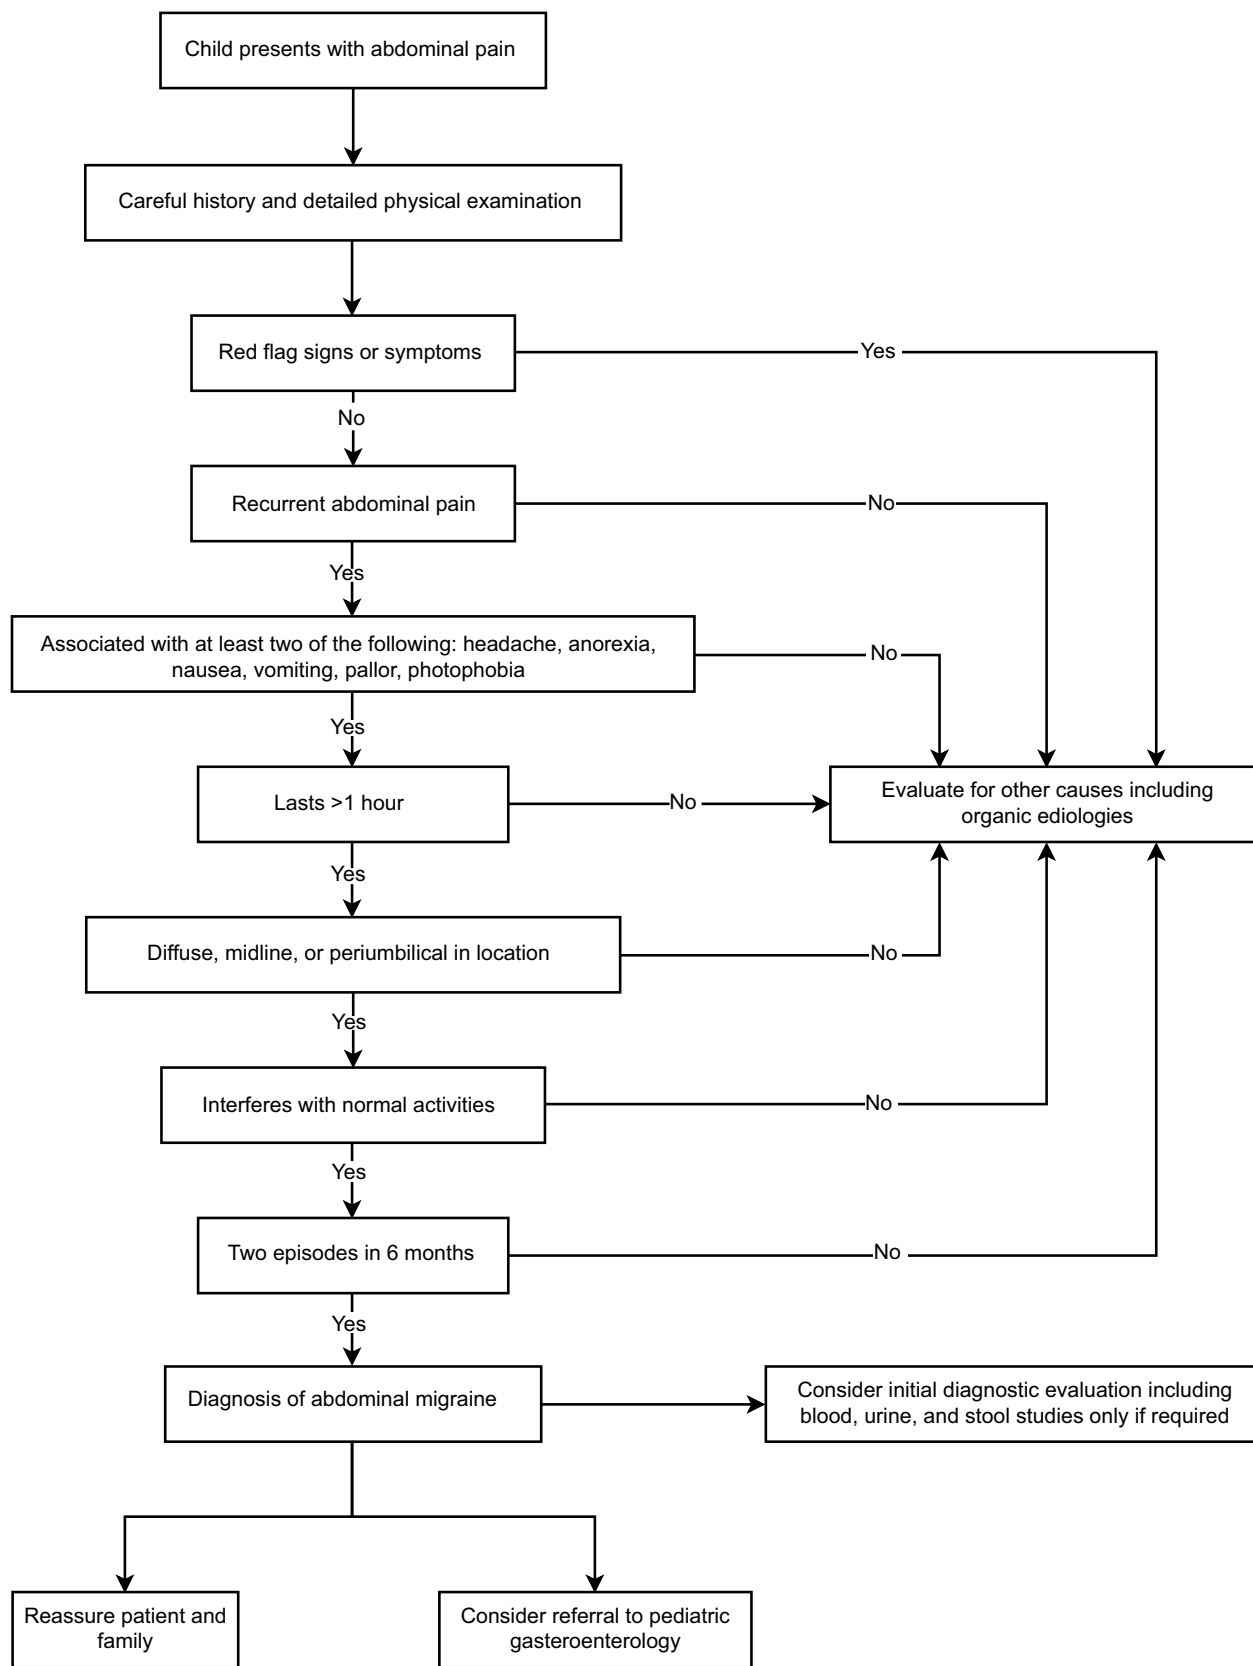 Child presents with abdominal pain
Careful history and detailed physical examination
Red flag signs or symptoms
Yes
No
Recurrent abdominal pain
No
Yes
Associated with at least two of the following: headache, anorexia,
nausea, vomiting, pallor, photophobia
No
Yes
Lasts >1 hour
No
Evaluate for other causes including
organic ediologies
Yes
Diffuse, midline, or periumbilical in location
No
Yes
Interferes with normal activities
No
Yes
Two episodes in 6 months
No
Yes
Diagnosis of abdominal migraine
Consider initial diagnostic evaluation including
blood, urine, and stool studies only if required
Reassure patient and
family
Consider referral to pediatric
gasteroenterology